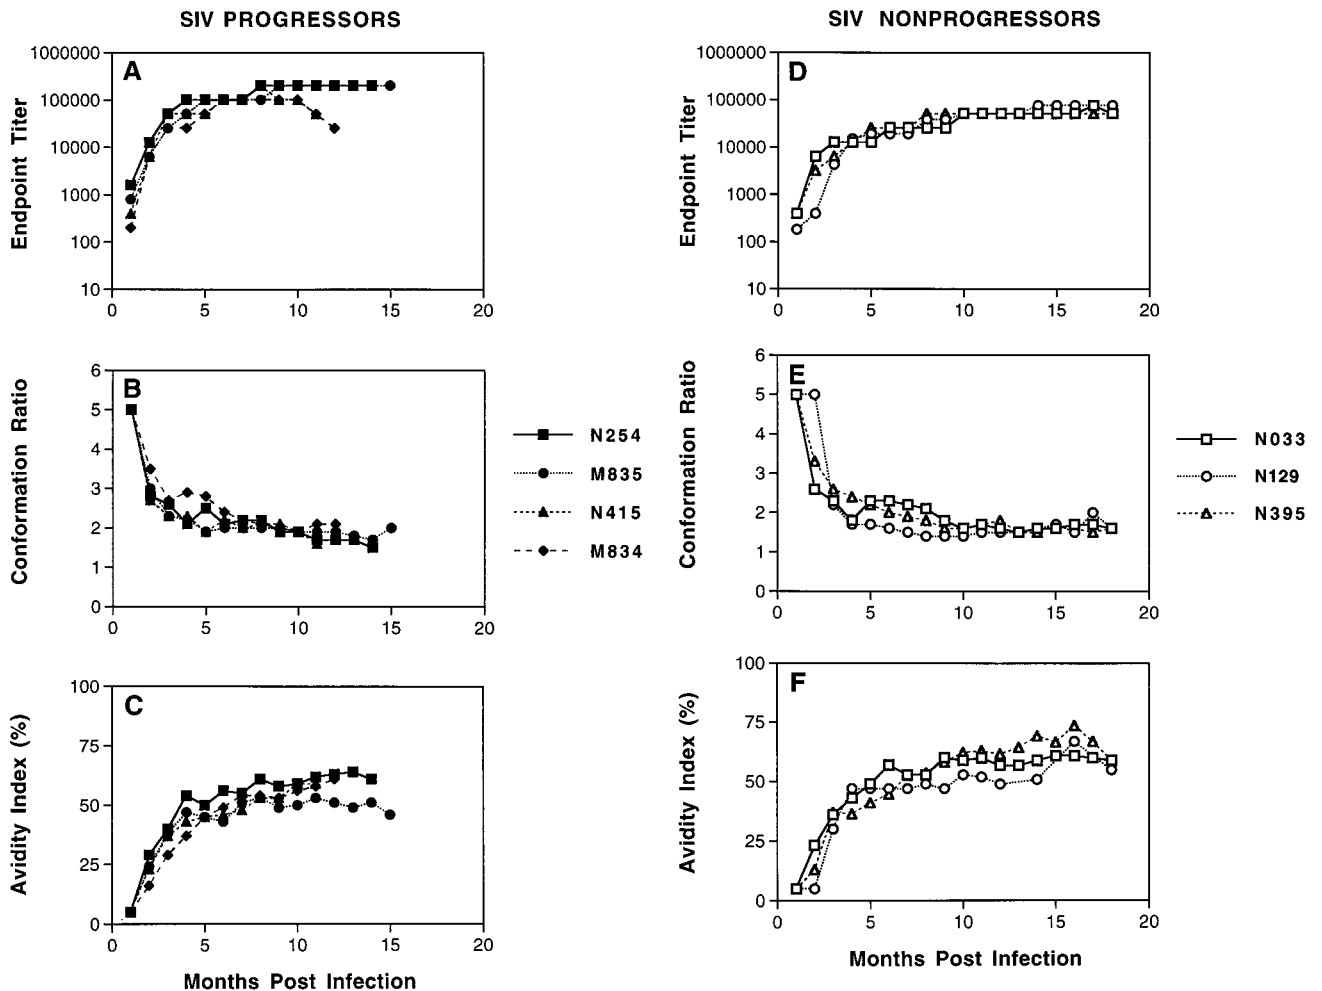 SIV PROGRESSORS
A
Endpoint Titer
1000000
100000
10000
1000
100
10
0 5 10 15 20
B
Conformation Ratio
6
5
4
3
2
1
0
0 5 10 15 20
N254
M835
N415
M834
C
Avidity Index (%)
100
75
50
25
0
0 5 10 15 20
Months Post Infection
SIV NONPROGRESSORS
D
Endpoint Titer
1000000
100000
10000
1000
100
10
0 5 10 15 20
E
Conformation Ratio
6
5
4
3
2
1
0
0 5 10 15 20
N033
N129
N395
F
Avidity Index (%)
100
75
50
25
0
0 5 10 15 20
Months Post Infection